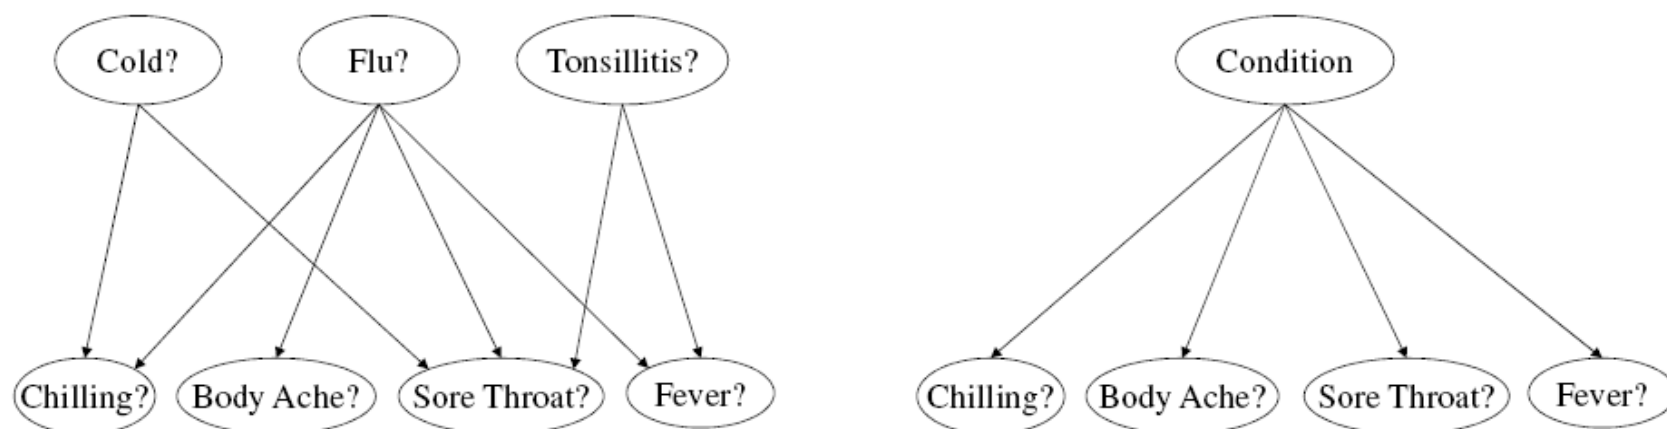 Cold?
Flu?
Tonsillitis?
Condition
Chilling?
Body Ache?
Sore Throat?
Fever?
Chilling?
Body Ache?
Sore Throat?
Fever?